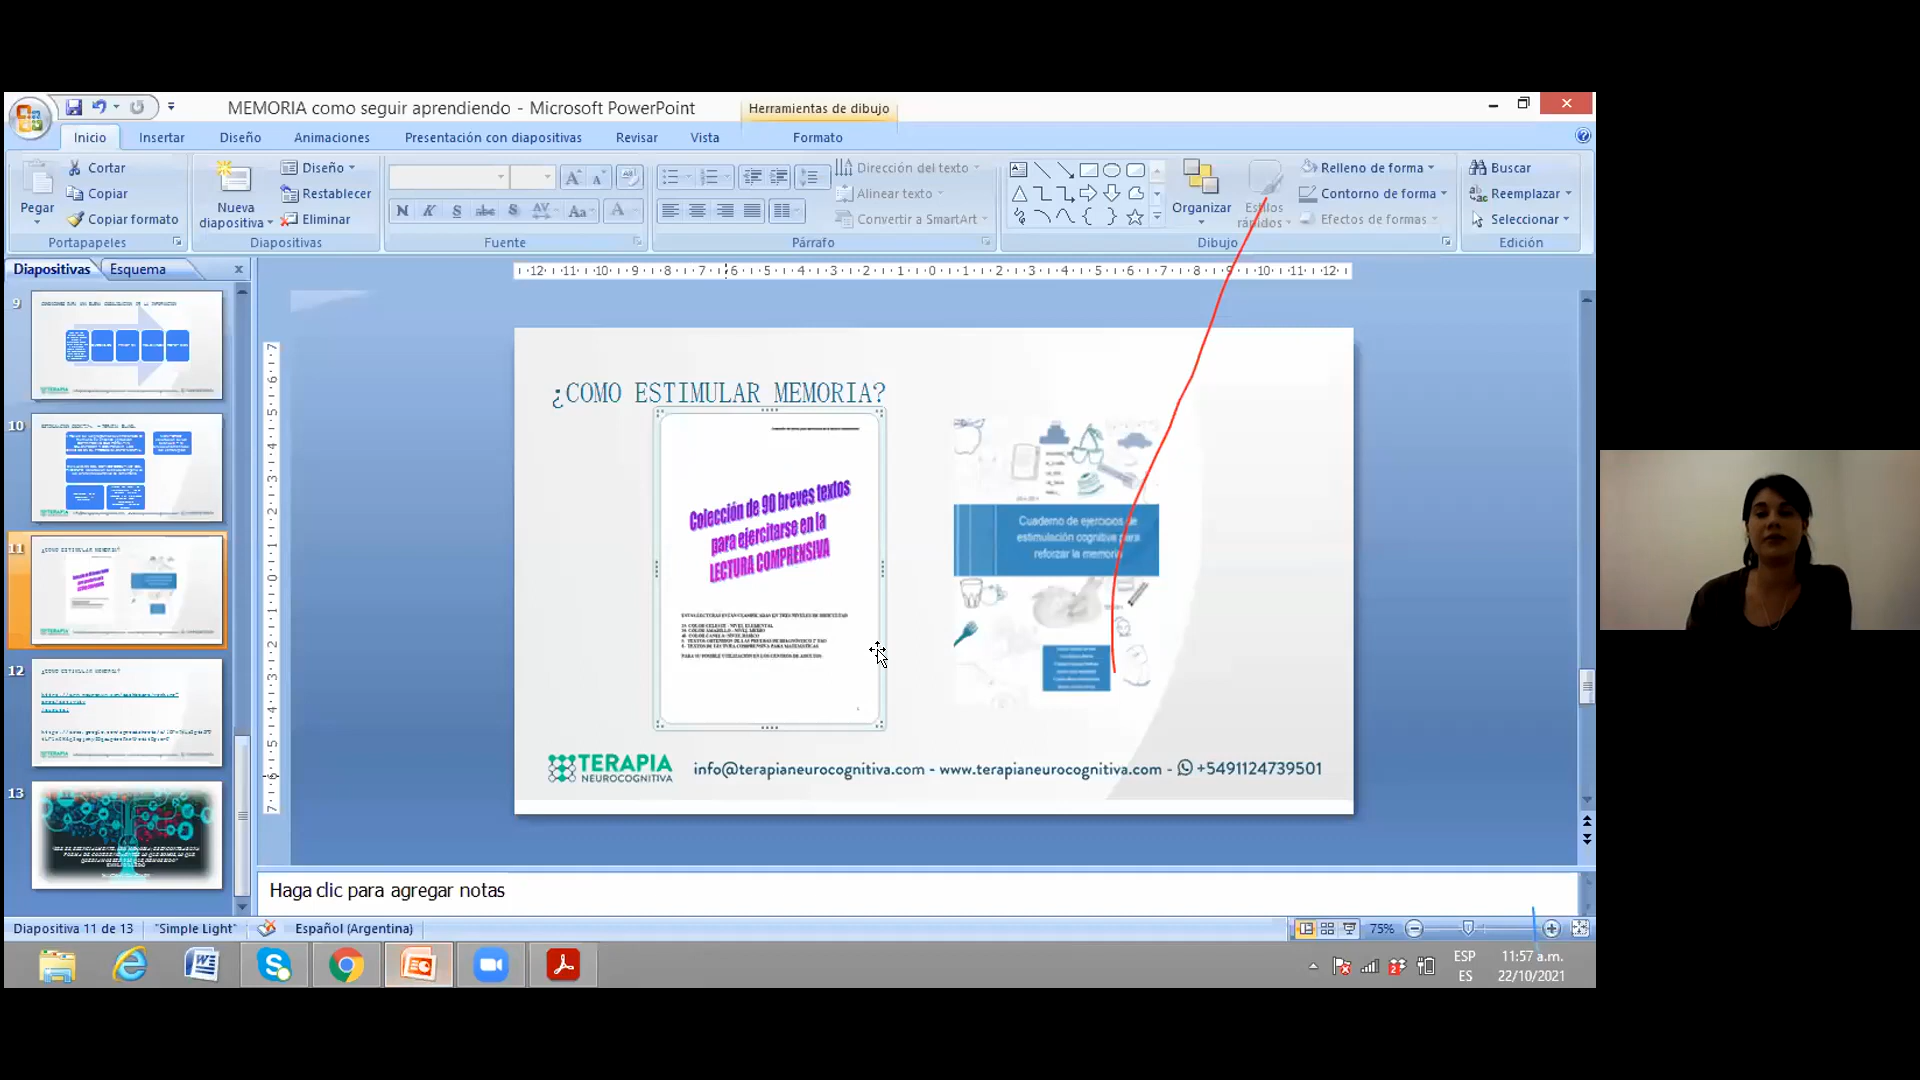 MEMORIA como seguir aprendiendo - Microsoft PowerPoint
Herramientas de dibujo
Inicio
Insertar
Diseño
Animaciones
Presentación con diapositivas
Revisar
Vista
Formato
Pegar
Cortar
Copiar
Copiar formato
Portapapeles
Nueva
diapositiva
Diseño
Restablecer
Eliminar
Diapositivas
Fuente
Dirección del texto
Alinear texto
Convertir a SmartArt
Párrafo
Organizar
Estilos
rápidos
Relleno de forma
Contorno de forma
Efectos de formas
Dibujo
Buscar
Reemplazar
Seleccionar
Edición
Diapositivas
Esquema
9
10
11
12
13
¿COMO ESTIMULAR MEMORIA?
Colección de 90 breves textos
para ejercitarse en la
LECTURA COMPRENSIVA
Cuaderno de ejercicios de
estimulación cognitiva para
reforzar la memoria
TERAPIA
NEUROCOGNITIVA
info@terapianeurocognitiva.com - www.terapianeurocognitiva.com - +5491124739501
Haga clic para agregar notas
Diapositiva 11 de 13
"Simple Light"
Español (Argentina)
75%
ESP
ES
11:57 a.m.
22/10/2021